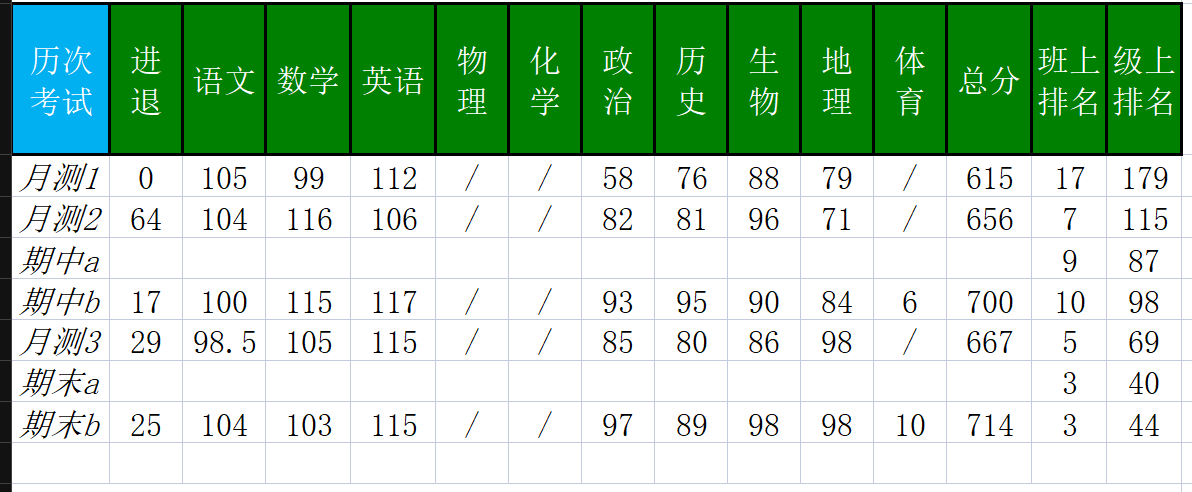 历次考试 进退 语文 数学 英语 物理 化学 政治 历史 生物 地理 体育 总分 班上排名 级上排名
月测1 0 105 99 112 / / 58 76 88 79 / 615 17 179
月测2 64 104 116 106 / / 82 81 96 71 / 656 7 115
期中a 9 87
期中b 17 100 115 117 / / 93 95 90 84 6 700 10 98
月测3 29 98.5 105 115 / / 85 80 86 98 / 667 5 69
期末a 3 40
期末b 25 104 103 115 / / 97 89 98 98 10 714 3 44